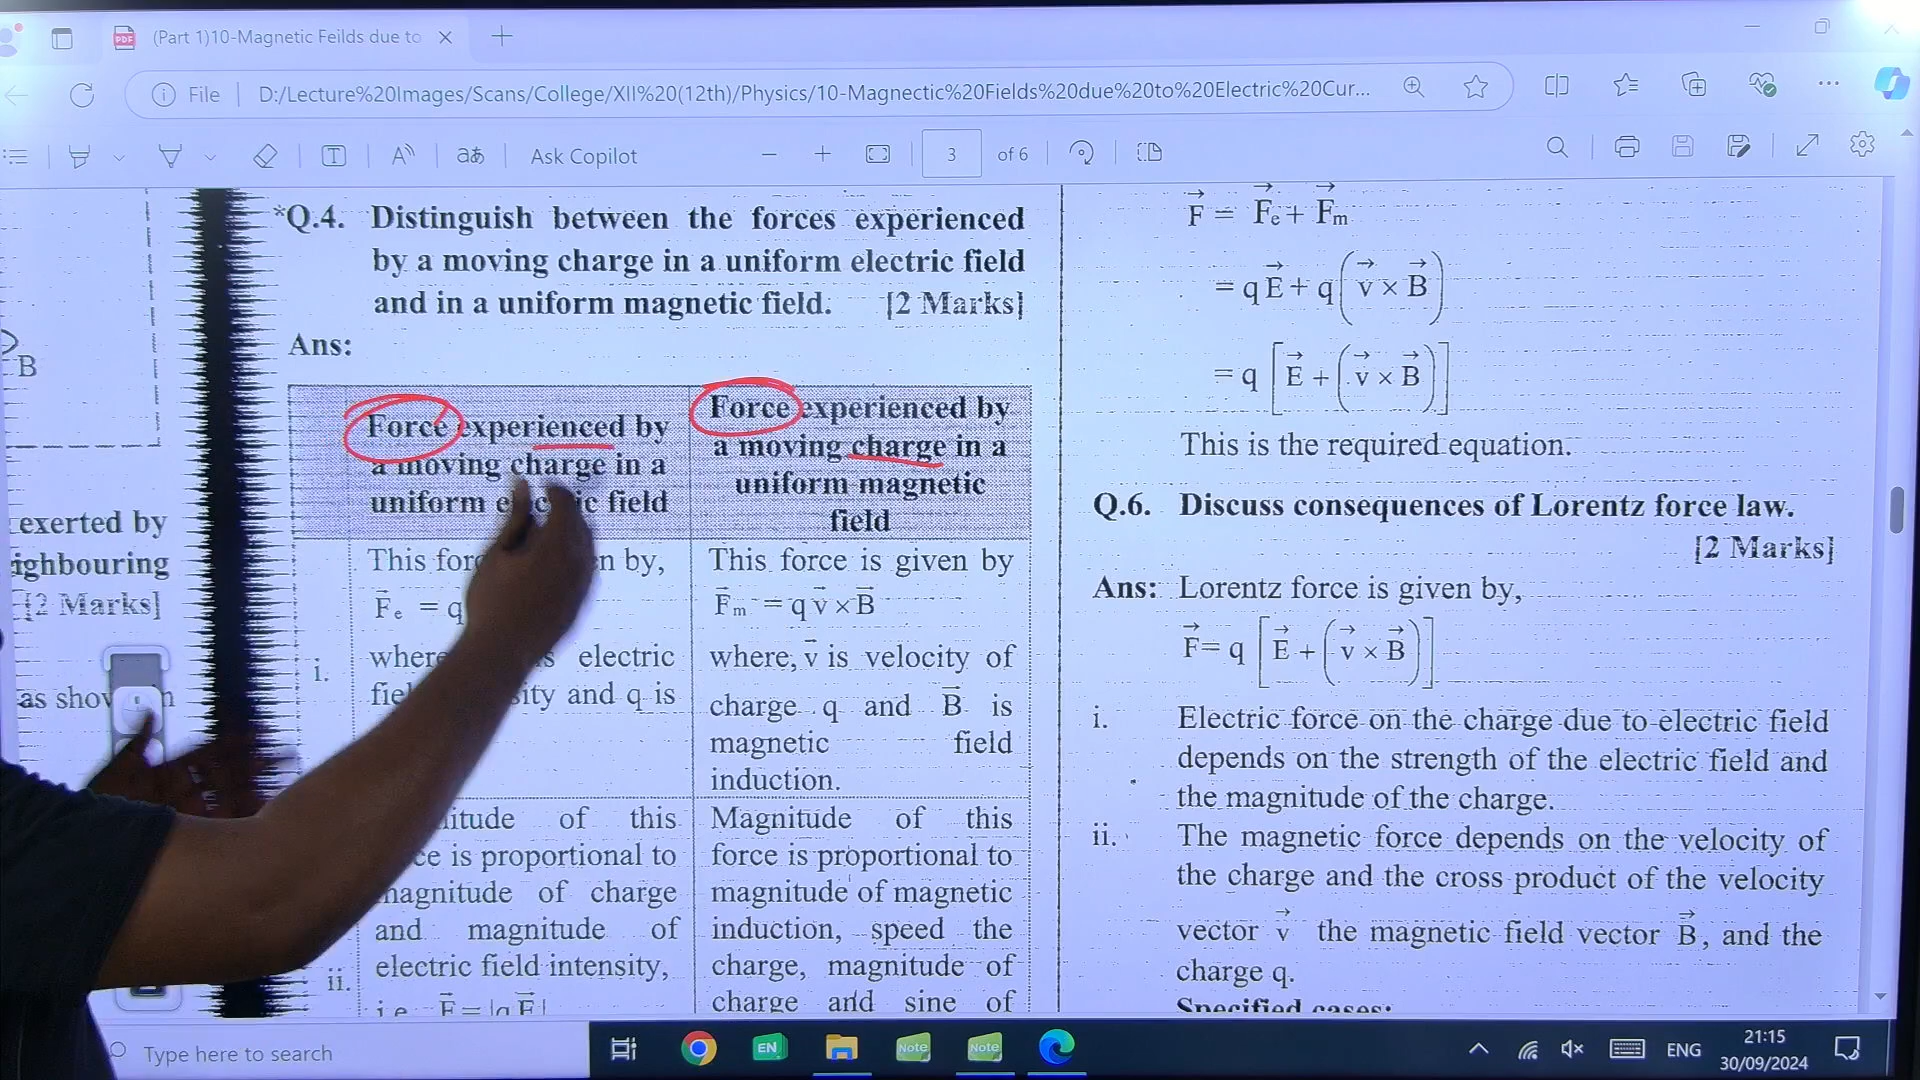 (Part 1)10-Magnetic Feilds due to
File
D:/Lecture%20Images/Scans/College/XII%20(12th)/Physics/10-Magnectic%20Fields%20due%20to%20Electric%20Cur...
Ask Copilot
3 of 6
B
exerted by
ighbouring
[2 Marks]
as shov
*Q.4. Distinguish between the forces experienced
by a moving charge in a uniform electric field
and in a uniform magnetic field. [2 Marks]
Ans:
Force experienced by
a moving charge in a
uniform field
Force experienced by
a moving charge in a
uniform magnetic
field
i.
This by,
F⃗e = q
electric
and q is
This force is given by
F⃗m = q v⃗ × B⃗
where, v⃗ is velocity of
charge q and B⃗ is
magnetic field
induction.
ii.
of this
is proportional to
of charge
and magnitude of
electric field intensity,
i.e. F⃗ = |q E⃗|
Magnitude of this
force is proportional to
magnitude of magnetic
induction, speed the
charge, magnitude of
charge and sine of
F⃗ = F⃗e + F⃗m
= q E⃗ + q (v⃗ × B⃗)
= q [E⃗ + (v⃗ × B⃗)]
This is the required equation.
Q.6. Discuss consequences of Lorentz force law.
[2 Marks]
Ans: Lorentz force is given by,
F⃗ = q [E⃗ + (v⃗ × B⃗)]
i. Electric force on the charge due to electric field
depends on the strength of the electric field and
the magnitude of the charge.
ii. The magnetic force depends on the velocity of
the charge and the cross product of the velocity
vector v⃗ the magnetic field vector B⃗, and the
charge q.
Specified cases:
Type here to search
EN
Note
Note
ENG
21:15
30/09/2024